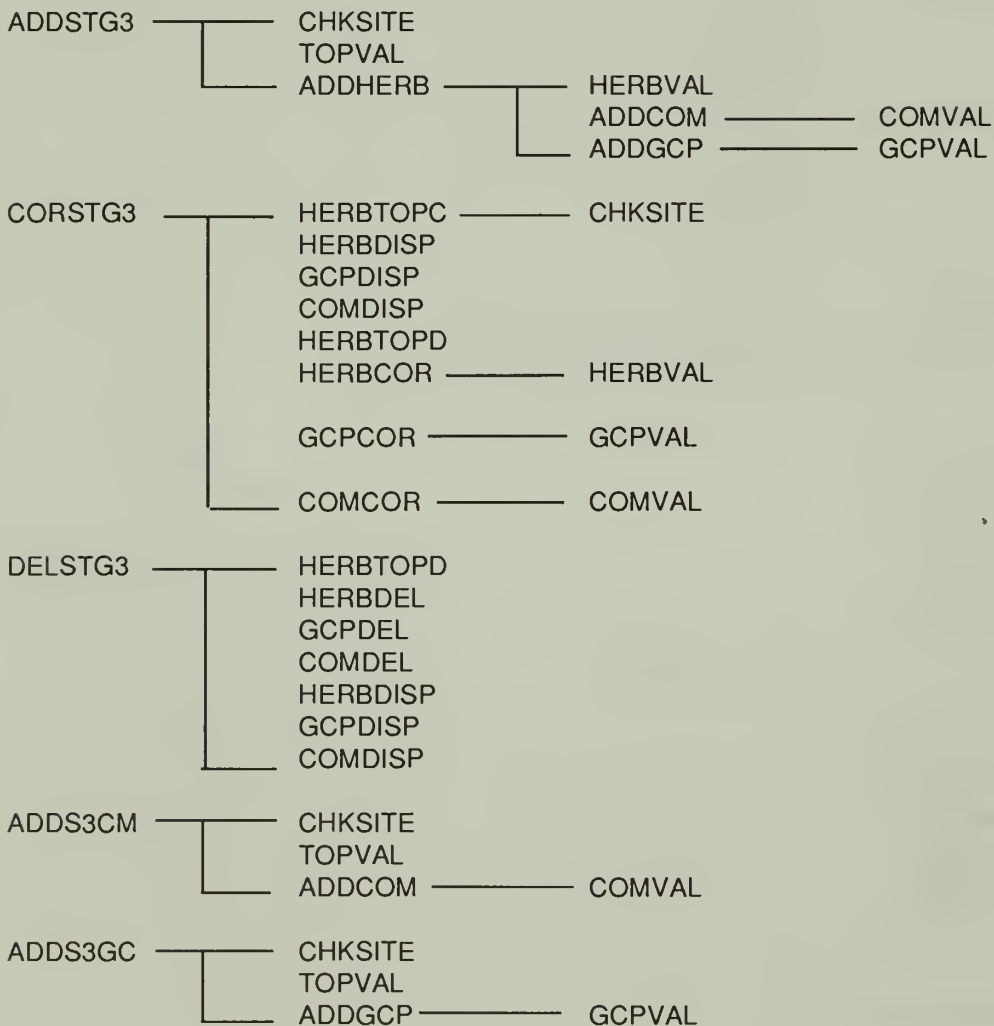 ADDSTG3 CHKSITE
TOPVAL
ADDHERB HERBVAL
ADDCOM COMVAL
ADDGCP GCPVAL
CORSTG3 HERBTOPC CHKSITE
HERBDISP
GCPDISP
COMDISP
HERBTOPD
HERBCOR HERBVAL
GCPCOR GCPVAL
COMCOR COMVAL
DELSTG3 HERBTOPD
HERBDEL
GCPDEL
COMDEL
HERBDISP
GCPDISP
COMDISP
ADDS3CM CHKSITE
TOPVAL
ADDCOM COMVAL
ADDS3GC CHKSITE
TOPVAL
ADDGCP GCPVAL